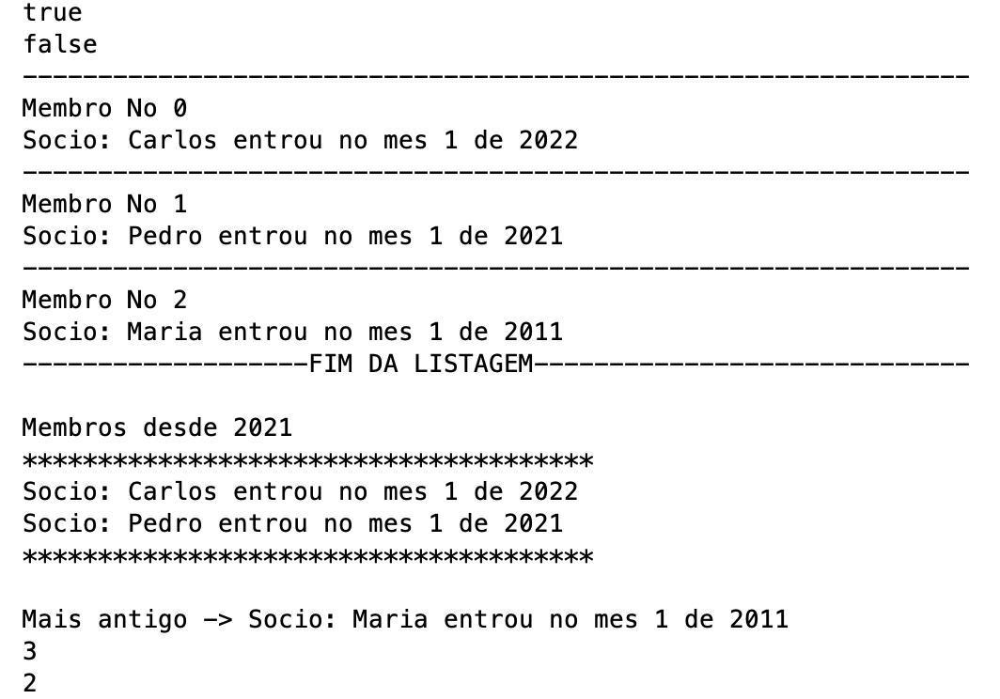 true
false
---------------------------------------------------------------
Membro No 0
Socio: Carlos entrou no mes 1 de 2022
---------------------------------------------------------------
Membro No 1
Socio: Pedro entrou no mes 1 de 2021
---------------------------------------------------------------
Membro No 2
Socio: Maria entrou no mes 1 de 2011
-------------------FIM DA LISTAGEM-----------------------------
Membros desde 2021
**************************************
Socio: Carlos entrou no mes 1 de 2022
Socio: Pedro entrou no mes 1 de 2021
**************************************
Mais antigo -> Socio: Maria entrou no mes 1 de 2011
3
2